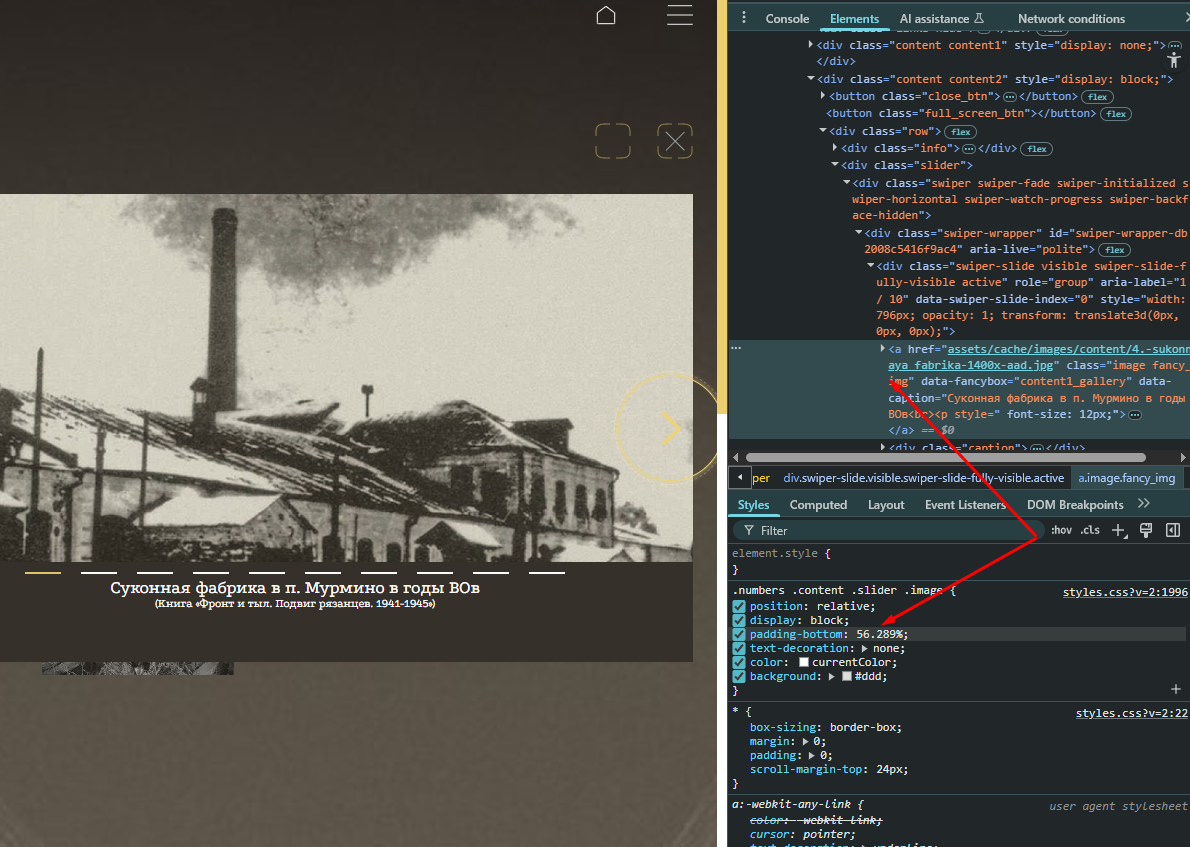 Суконная фабрика в п. Мурмино в годы ВОв
(Книга «Фронт и тыл. Подвиг рязанцев. 1941-1945»)
Console Elements AI assistance Network conditions
<div class="content content1" style="display: none;">
</div>
<div class="content content2" style="display: block;">
<button class="close_btn"> </button> flex
<button class="full_screen_btn"></button> flex
<div class="row"> flex
<div class="info"> </div> flex
<div class="slider">
<div class="swiper swiper-fade swiper-initialized s
wiper-horizontal swiper-watch-progress swiper-backf
ace-hidden">
<div class="swiper-wrapper" id="swiper-wrapper-db
2008c5416f9ac4" aria-live="polite"> flex
<div class="swiper-slide visible swiper-slide-f
ully-visible active" role="group" aria-label="1
/ 10" data-swiper-slide-index="0" style="width:
796px; opacity: 1; transform: translate3d(0px,
0px, 0px);">
<a href="assets/cache/images/content/4.-sukonn
aya_fabrika-1400x-aad.jpg" class="image fancy_
img" data-fancybox="content1_gallery" data-
caption="Суконная фабрика в п. Мурмино в годы
ВОв<br><p style=" font-size: 12px;">
</a> == $0
<div class="caption"> </div>
per div.swiper-slide.visible.swiper-slide-fully-visible.active a.image.fancy_img
Styles Computed Layout Event Listeners DOM Breakpoints
Filter :hov .cls
element.style {
}
.numbers .content .slider .image { styles.css?v=2:1996
position: relative;
display: block;
padding-bottom: 56.289%;
text-decoration: none;
color: currentColor;
background: #ddd;
}
* { styles.css?v=2:22
box-sizing: border-box;
margin: 0;
padding: 0;
scroll-margin-top: 24px;
}
a:-webkit-any-link { user agent stylesheet
color: -webkit-link;
cursor: pointer;
text-decoration: underline;